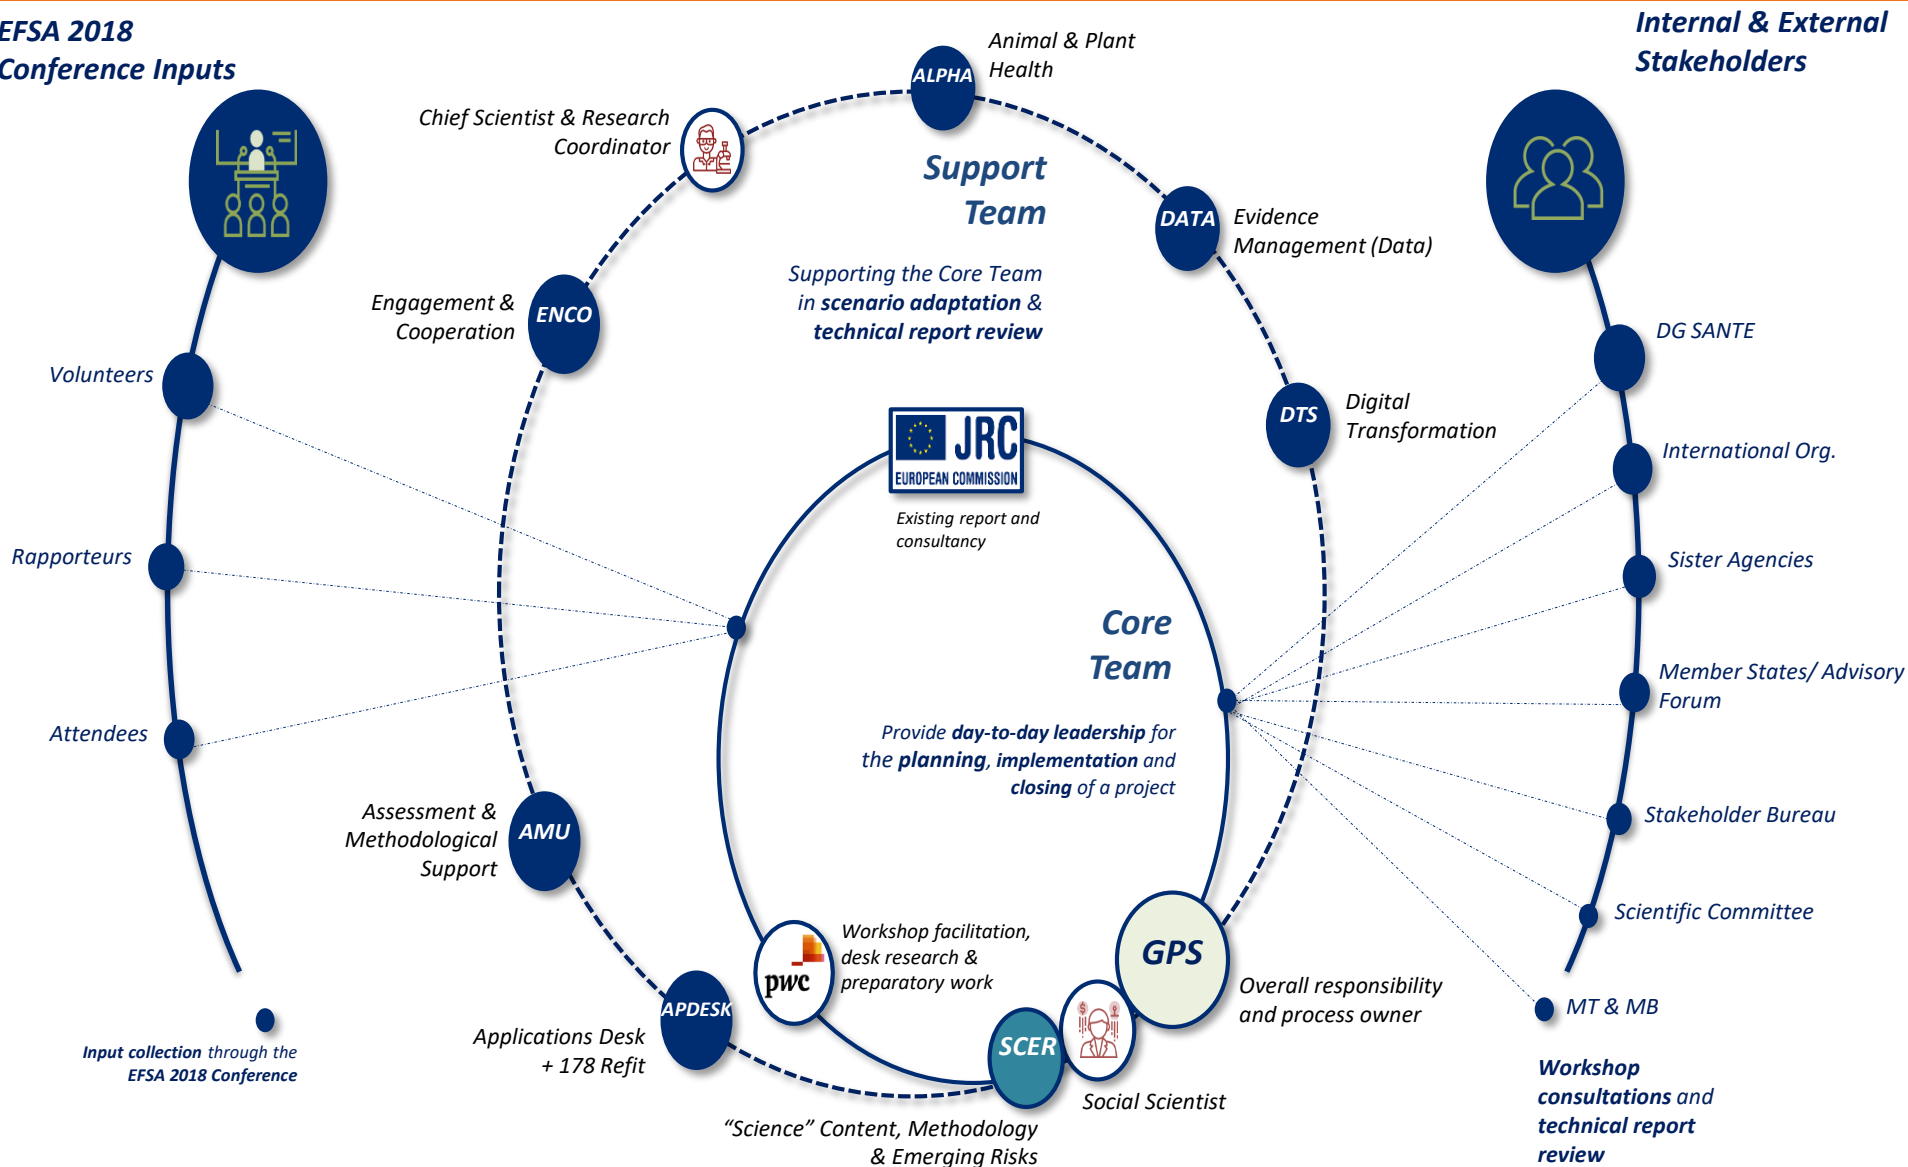 EFSA 2018
Conference Inputs
Internal & External
Stakeholders
Animal & Plant
Health
ALPHA
Chief Scientist & Research
Coordinator
Support
Team
DATA
Evidence
Management (Data)
Supporting the Core Team
in scenario adaptation &
technical report review
Engagement &
Cooperation
ENCO
DG SANTE
Volunteers
DTS
Digital
Transformation
JRC
EUROPEAN COMMISSION
International Org.
Existing report and
consultancy
Rapporteurs
Sister Agencies
Core
Team
Member States/ Advisory
Forum
Attendees
Provide day-to-day leadership for
the planning, implementation and
closing of a project
Assessment &
Methodological
Support
AMU
Stakeholder Bureau
Scientific Committee
pwc
Workshop facilitation,
desk research &
preparatory work
GPS
Overall responsibility
and process owner
MT & MB
APDESK
Applications Desk
+ 178 Refit
SCER
Input collection through the
EFSA 2018 Conference
Social Scientist
"Science" Content, Methodology
& Emerging Risks
Workshop
consultations and
technical report
review